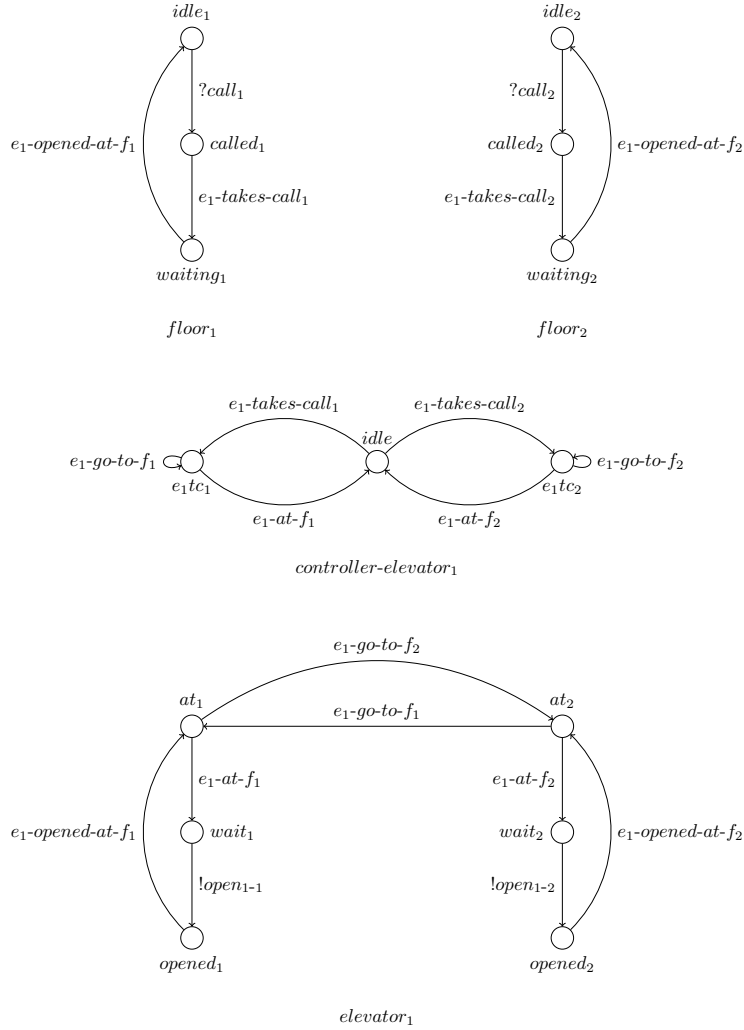 idle₁ idle₂
?call₁ ?call₂
e₁-opened-at-f₁ called₁ called₂ e₁-opened-at-f₂
e₁-takes-call₁ e₁-takes-call₂
waiting₁ waiting₂
floor₁ floor₂
e₁-takes-call₁ e₁-takes-call₂
idle
e₁-go-to-f₁ e₁-go-to-f₂
e₁tc₁ e₁tc₂
e₁-at-f₁ e₁-at-f₂
controller-elevator₁
e₁-go-to-f₂
at₁ at₂
e₁-go-to-f₁
e₁-at-f₁ e₁-at-f₂
e₁-opened-at-f₁ wait₁ wait₂ e₁-opened-at-f₂
!open₁₋₁ !open₁₋₂
opened₁ opened₂
elevator₁